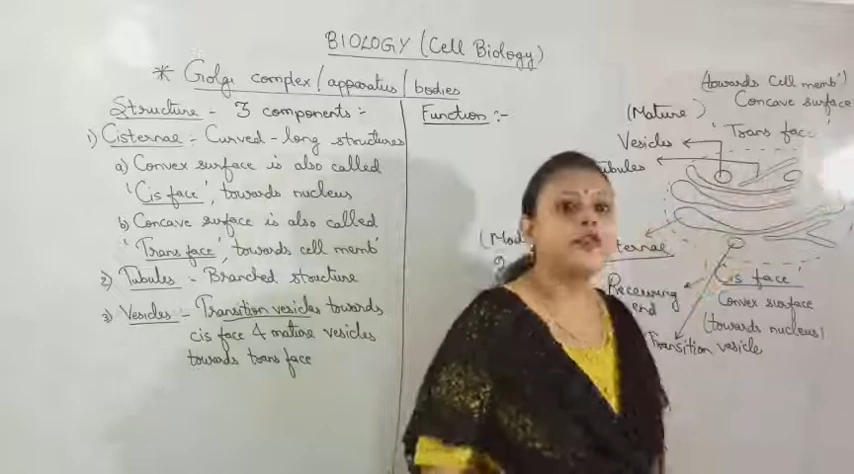 BIOLOGY (Cell Biology)
* Golgi complex/apparatus/bodies
Structure - 3 components :-
1) Cisternae - Curved - long structures
a) Convex surface is also called
'Cis face', towards nucleus
b) Concave surface is also called
'Trans face', towards cell memb'
2) Tubules - Branched structure
3) Vesicles - Transition vesicles towards
cis face & mature vesicles
towards trans face
Function :-
(towards cell memb')
Concave surface
'Trans face'
(Mature)
Vesicles
Receiving
end
Cis face'
Convex surface
(towards nucleus)
Transition vesicle